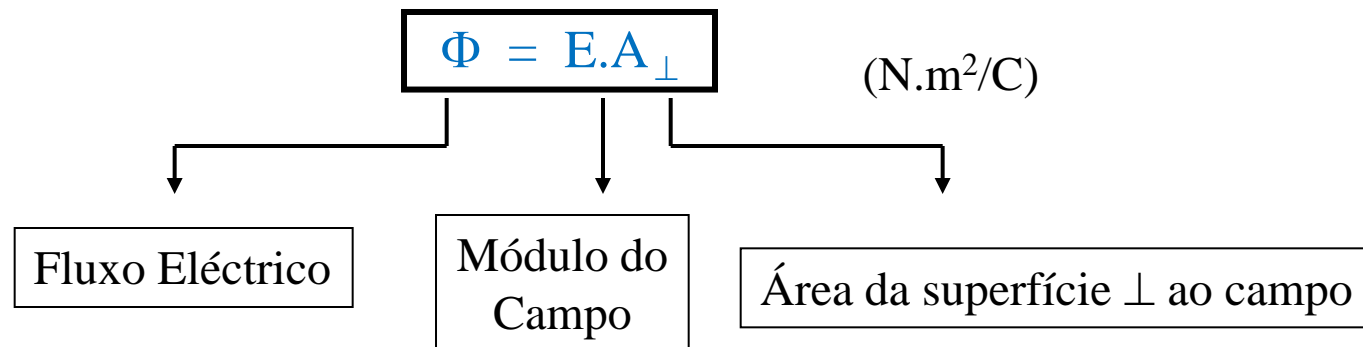 Φ = E.A⊥
(N.m²/C)
Fluxo Eléctrico
Módulo do
Campo
Área da superfície ⊥ ao campo